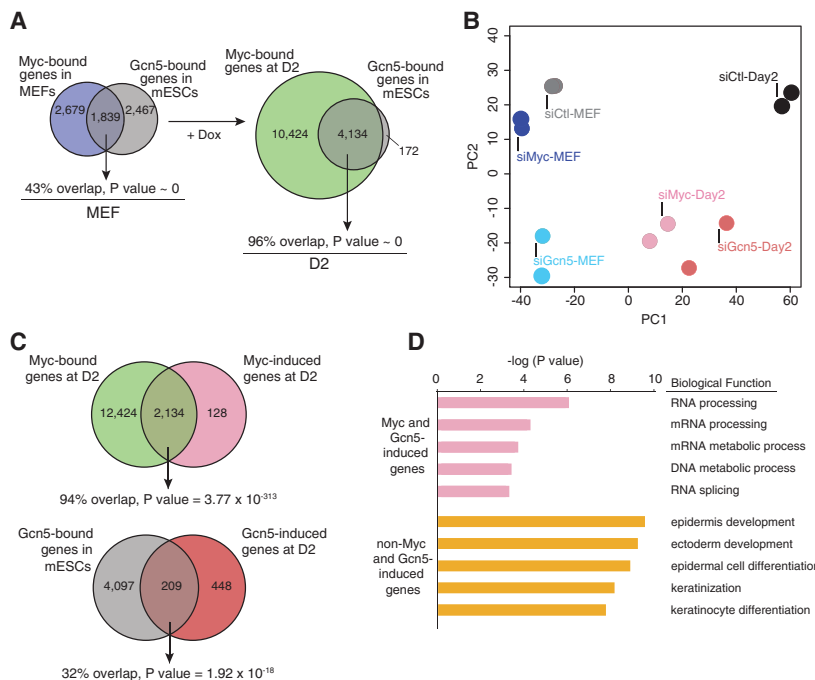 A
Myc-bound
genes in
MEFs
Gcn5-bound
genes in
mESCs
2,679
1,839
2,467
43% overlap, P value ~ 0
MEF
+ Dox
Myc-bound
genes at D2
Gcn5-bound
genes in
mESCs
10,424
4,134
172
96% overlap, P value ~ 0
D2
B
PC2
40
30
20
10
0
-10
-20
-30
siCtl-MEF
siMyc-MEF
siCtl-Day2
siMyc-Day2
siGcn5-Day2
siGcn5-MEF
-40
-20
0
20
40
60
PC1
C
Myc-bound
genes at D2
Myc-induced
genes at D2
12,424
2,134
128
94% overlap, P value = 3.77 x 10-313
Gcn5-bound
genes in
mESCs
Gcn5-induced
genes at D2
4,097
209
448
32% overlap, P value = 1.92 x 10-18
D
-log (P value)
0 2 4 6 8 10
Biological Function
Myc and
Gcn5-
induced
genes
RNA processing
mRNA processing
mRNA metabolic process
DNA metabolic process
RNA splicing
non-Myc
and Gcn5-
induced
genes
epidermis development
ectoderm development
epidermal cell differentiation
keratinization
keratinocyte differentiation